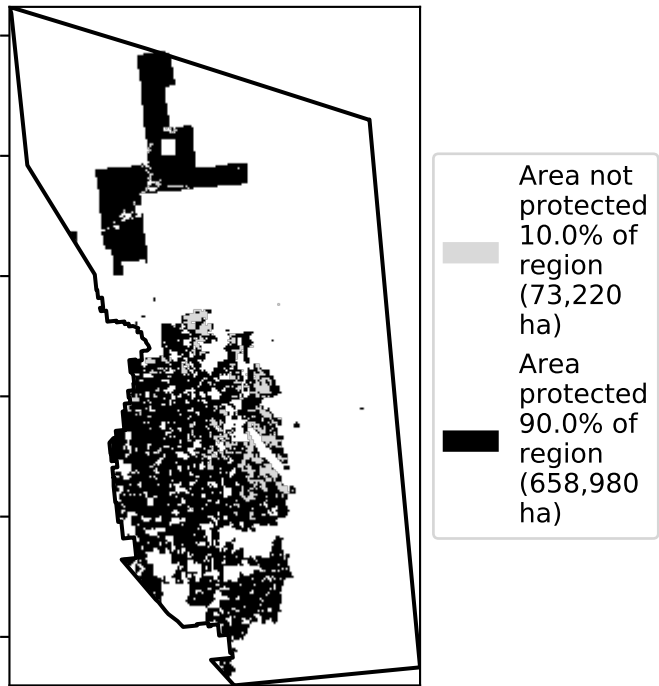 Area not
protected
10.0% of
region
(73,220
ha)
Area
protected
90.0% of
region
(658,980
ha)